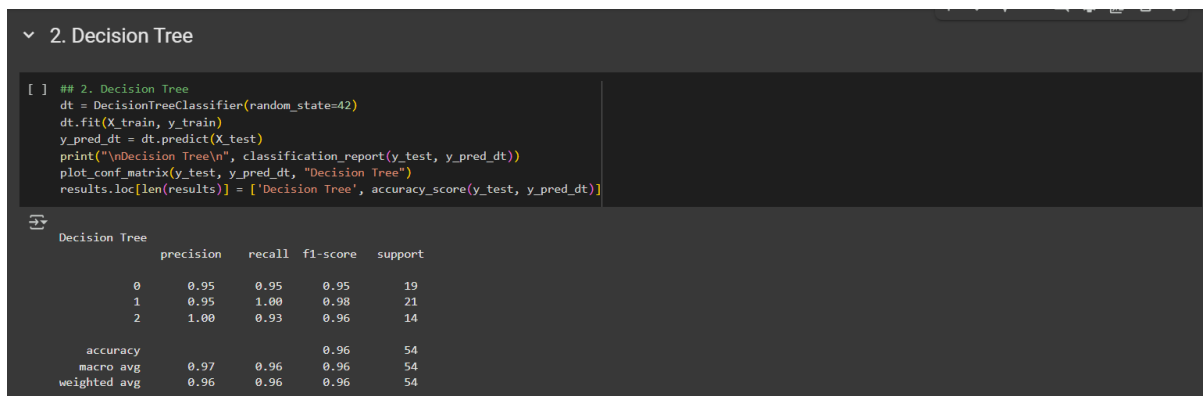 2. Decision Tree
[ ] ## 2. Decision Tree
dt = DecisionTreeClassifier(random_state=42)
dt.fit(X_train, y_train)
y_pred_dt = dt.predict(X_test)
print("\nDecision Tree\n", classification_report(y_test, y_pred_dt))
plot_conf_matrix(y_test, y_pred_dt, "Decision Tree")
results.loc[len(results)] = ['Decision Tree', accuracy_score(y_test, y_pred_dt)]
Decision Tree
precision recall f1-score support
0 0.95 0.95 0.95 19
1 0.95 1.00 0.98 21
2 1.00 0.93 0.96 14
accuracy 0.96 54
macro avg 0.97 0.96 0.96 54
weighted avg 0.96 0.96 0.96 54